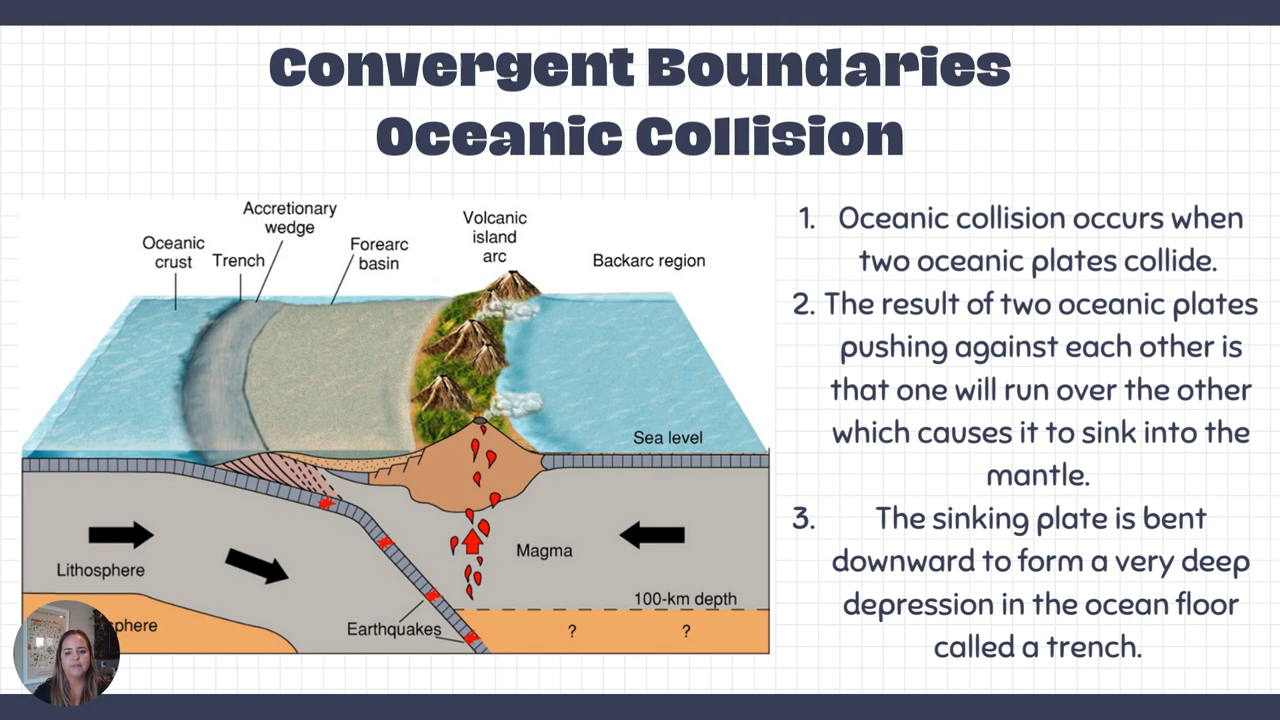 Convergent Boundaries
Oceanic Collision
Accretionary
wedge
Volcanic
island
arc
Oceanic
crust
Trench
Forearc
basin
Backarc region
Sea level
Magma
Lithosphere
100-km depth
sphere
Earthquakes
?
?
1. Oceanic collision occurs when
two oceanic plates collide.
2. The result of two oceanic plates
pushing against each other is
that one will run over the other
which causes it to sink into the
mantle.
3. The sinking plate is bent
downward to form a very deep
depression in the ocean floor
called a trench.